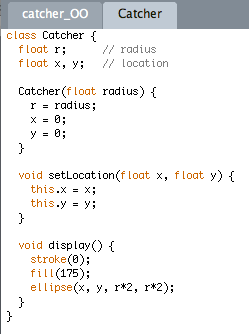 catcher_OO Catcher
class Catcher {
  float r;      // radius
  float x, y;   // location

  Catcher(float radius) {
    r = radius;
    x = 0;
    y = 0;
  }

  void setLocation(float x, float y) {
    this.x = x;
    this.y = y;
  }

  void display() {
    stroke(0);
    fill(175);
    ellipse(x, y, r*2, r*2);
  }
}